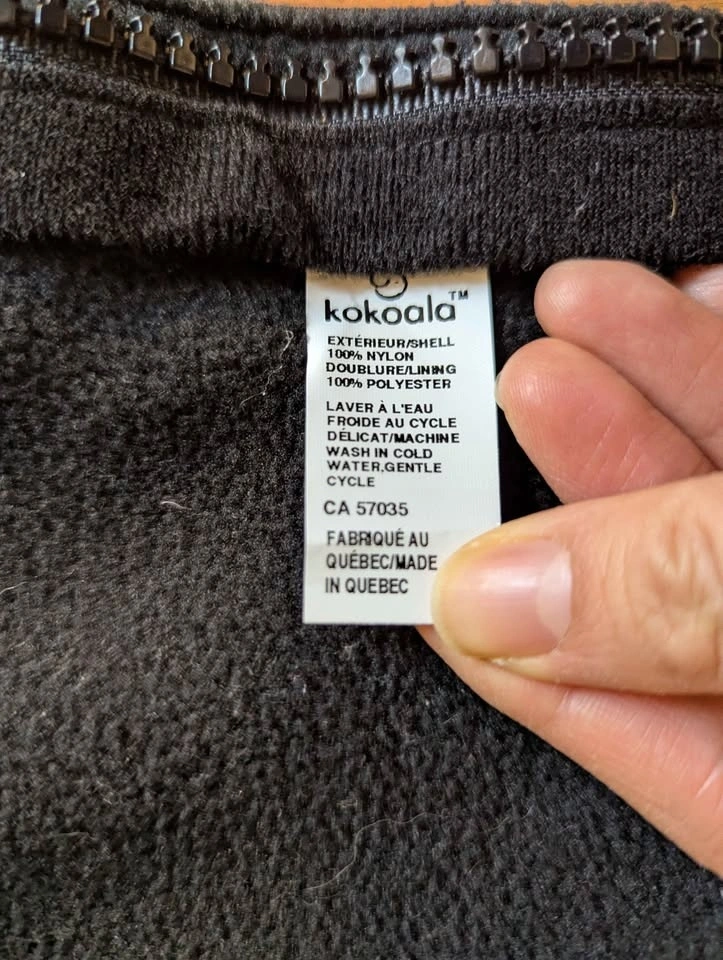 kokoala™
EXTÉRIEUR/SHELL
100% NYLON
DOUBLURE/LINING
100% POLYESTER
LAVER À L'EAU
FROIDE AU CYCLE
DÉLICAT/MACHINE
WASH IN COLD
WATER,GENTLE
CYCLE
CA 57035
FABRIQUÉ AU
QUÉBEC/MADE
IN QUEBEC